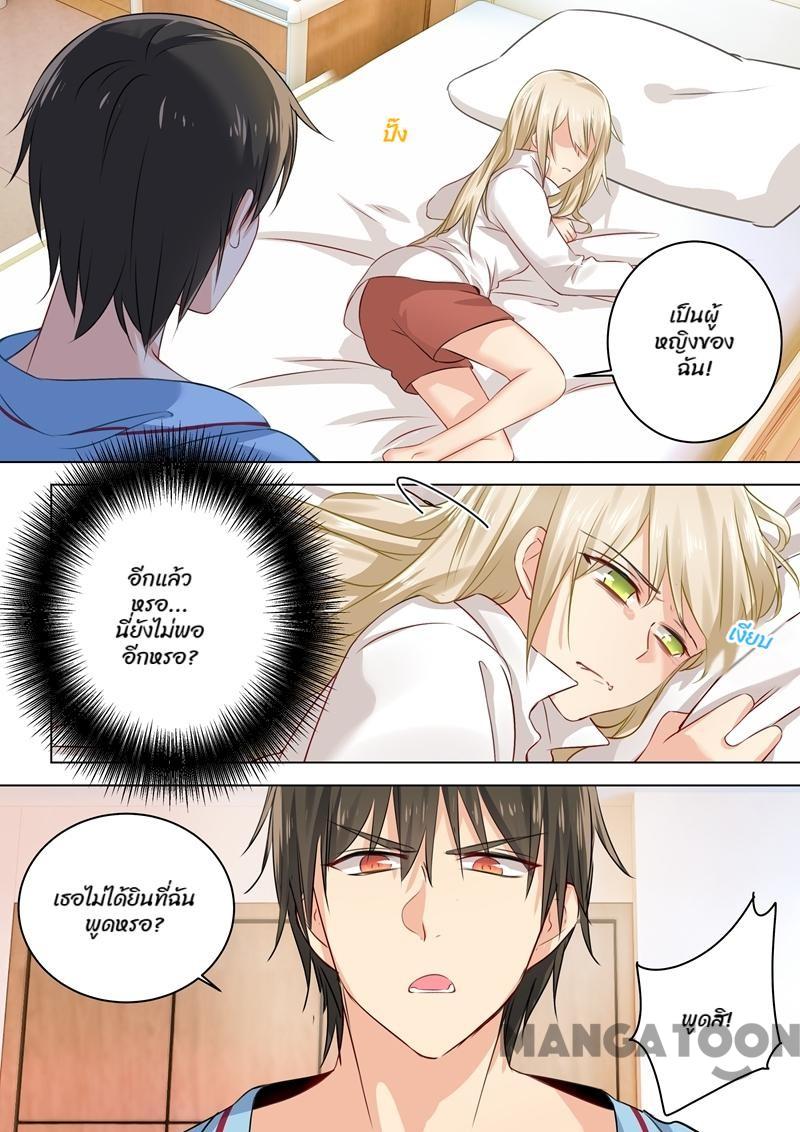 ปั๊ง
เป็นผู้
หญิงของ
ฉัน!
อีกแล้ว
หรอ...
นี่ยังไม่พอ
อีกหรอ?
เงียบ
เธอไม่ได้ยินที่ฉัน
พูดหรอ?
พูดสิ!
MANGATOON